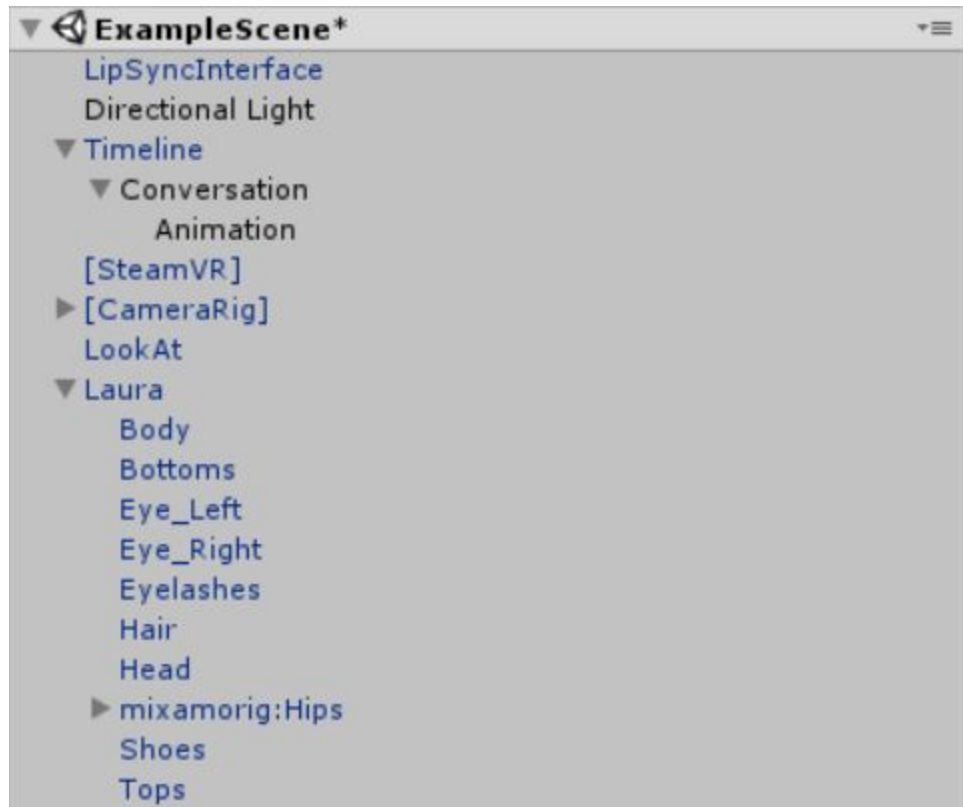 ExampleScene*
LipSyncInterface
Directional Light
Timeline
Conversation
Animation
[SteamVR]
[CameraRig]
LookAt
Laura
Body
Bottoms
Eye_Left
Eye_Right
Eyelashes
Hair
Head
mixamorig:Hips
Shoes
Tops